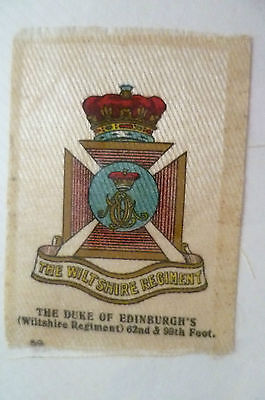 THE WILTSHIRE REGIMENT
THE DUKE OF EDINBURGH'S
(Wiltshire Regiment) 62nd & 99th Foot.